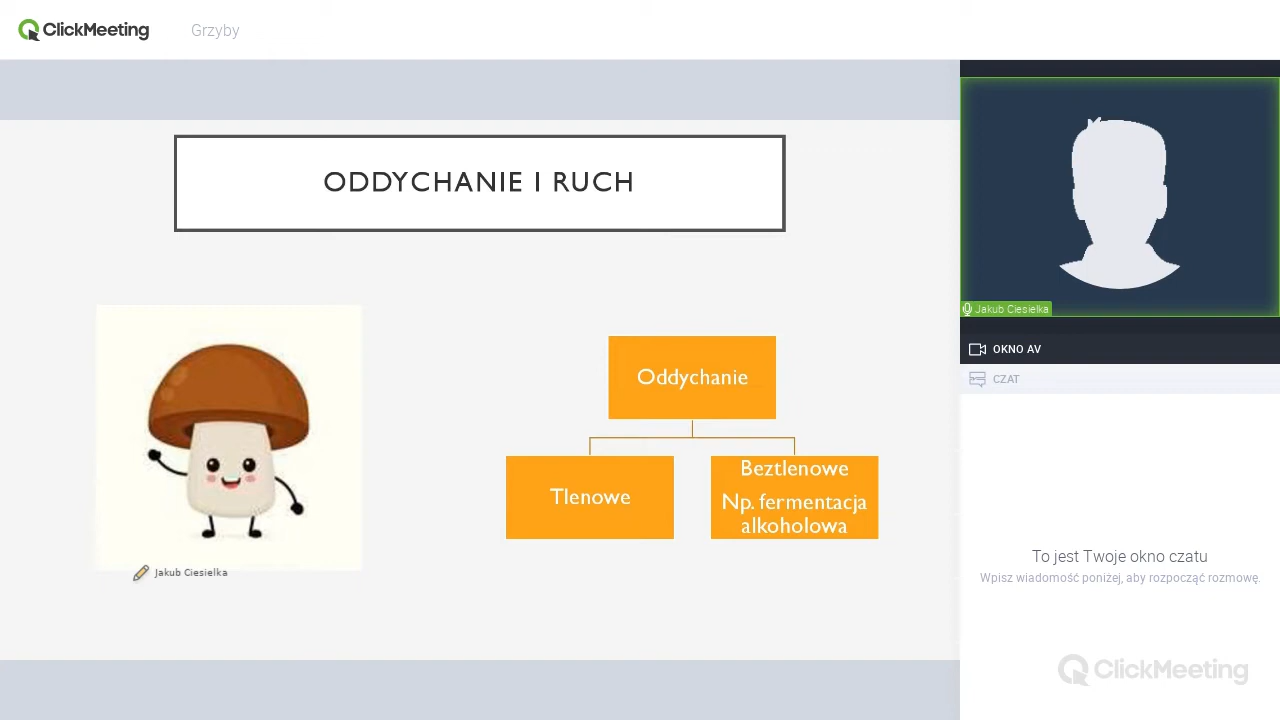 ClickMeeting
Grzyby
ODDYCHANIE I RUCH
Oddychanie
Tlenowe
Beztlenowe
Np. fermentacja
alkoholowa
Jakub Ciesielka
Jakub Ciesielka
OKNO AV
CZAT
To jest Twoje okno czatu
Wpisz wiadomość poniżej, aby rozpocząć rozmowę.
ClickMeeting